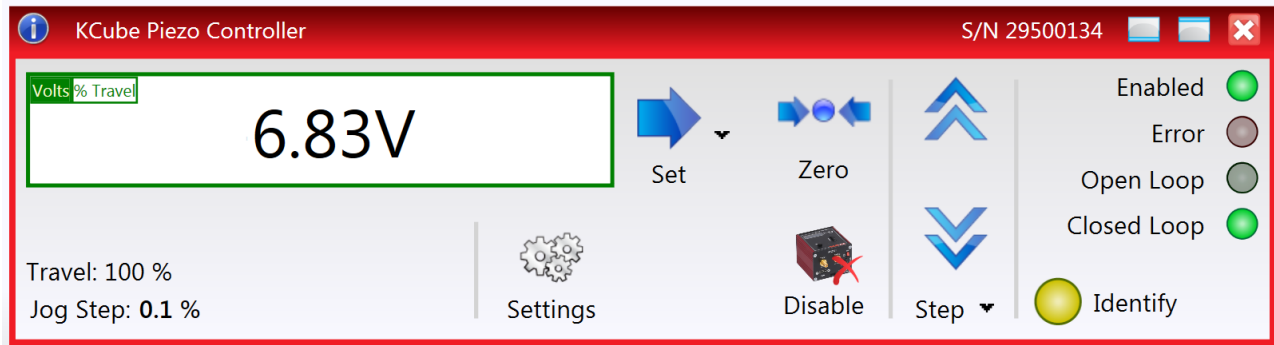 KCube Piezo Controller
S/N 29500134
Volts % Travel
6.83V
Set
Zero
Enabled
Error
Open Loop
Closed Loop
Travel: 100 %
Jog Step: 0.1 %
Settings
Disable
Step
Identify